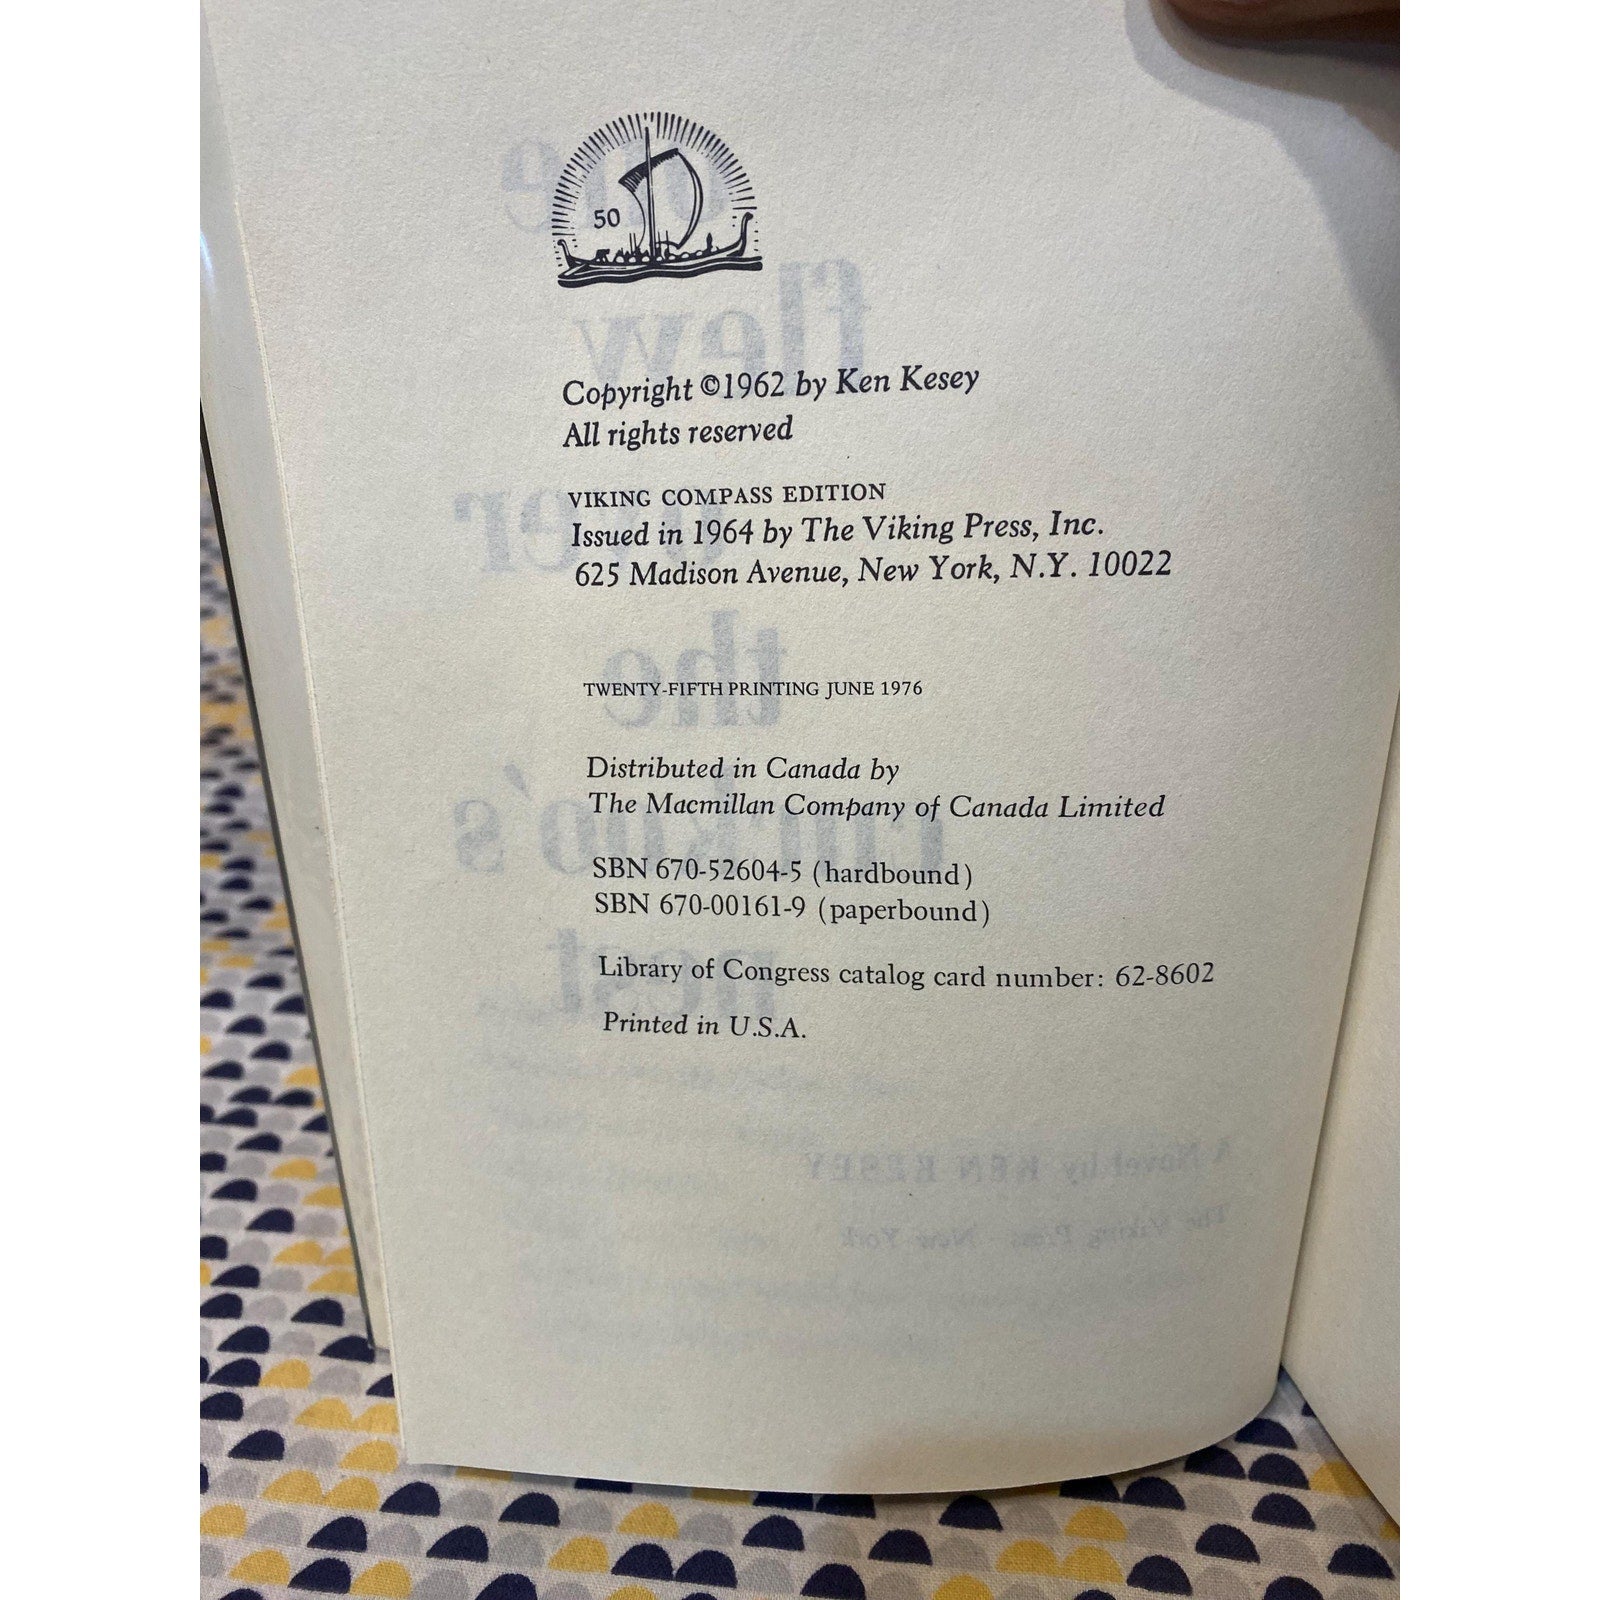 50
Copyright ©1962 by Ken Kesey
All rights reserved
VIKING COMPASS EDITION
Issued in 1964 by The Viking Press, Inc.
625 Madison Avenue, New York, N.Y. 10022
TWENTY-FIFTH PRINTING JUNE 1976
Distributed in Canada by
The Macmillan Company of Canada Limited
SBN 670-52604-5 (hardbound)
SBN 670-00161-9 (paperbound)
Library of Congress catalog card number: 62-8602
Printed in U.S.A.